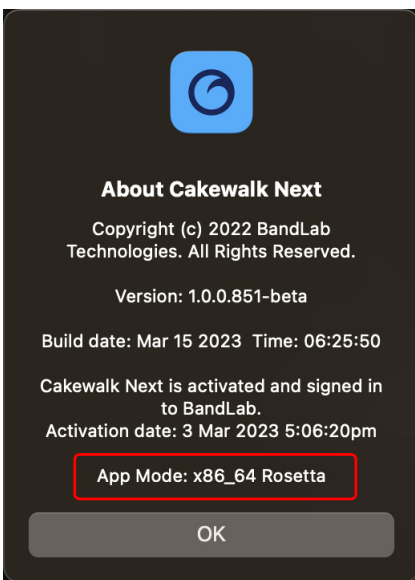 About Cakewalk Next
Copyright (c) 2022 BandLab
Technologies. All Rights Reserved.
Version: 1.0.0.851-beta
Build date: Mar 15 2023  Time: 06:25:50
Cakewalk Next is activated and signed in
to BandLab.
Activation date: 3 Mar 2023 5:06:20pm
App Mode: x86_64 Rosetta
OK